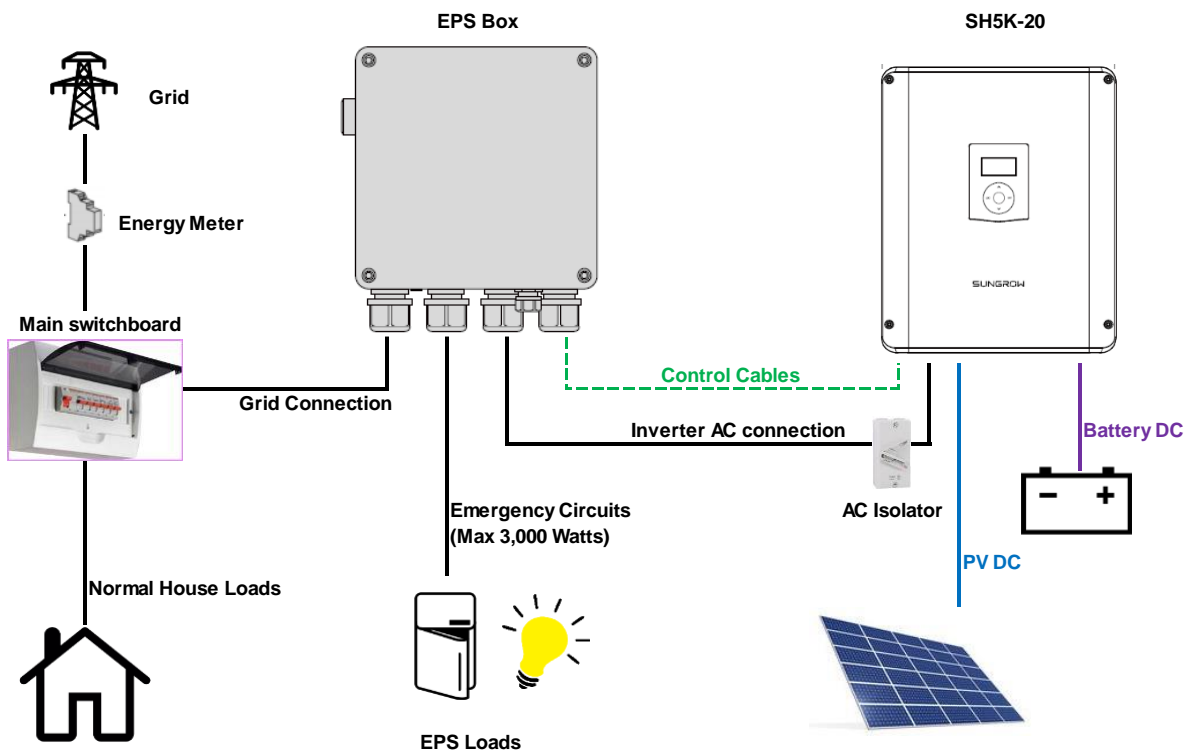 EPS Box
SH5K-20
Grid
Energy Meter
SUNGROW
Main switchboard
Control Cables
Grid Connection
Inverter AC connection
Battery DC
Emergency Circuits
(Max 3,000 Watts)
AC Isolator
PV DC
Normal House Loads
EPS Loads